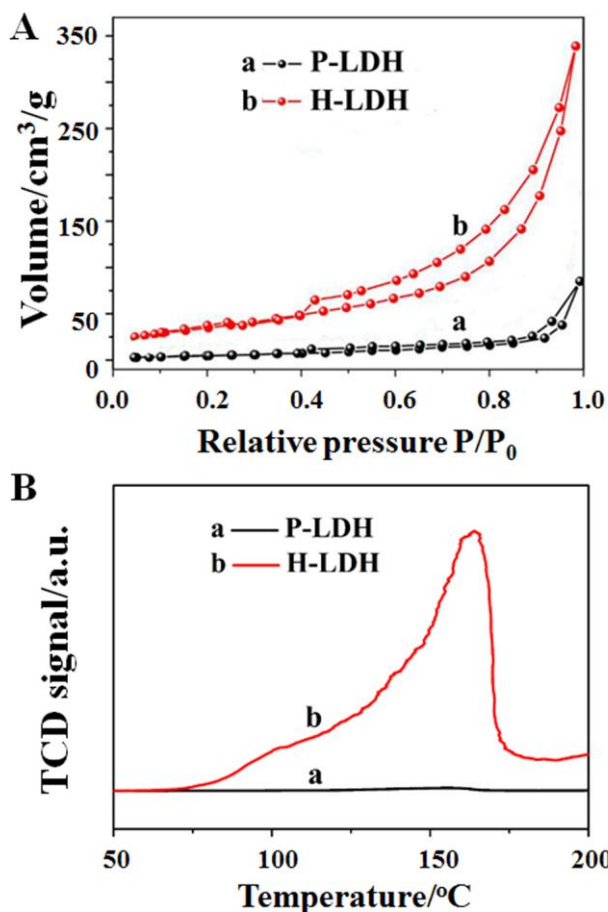 A
350
a P-LDH
b H-LDH
250
Volume/cm³/g
150
b
50
a
0
0.0 0.2 0.4 0.6 0.8 1.0
Relative pressure P/P₀
B
a P-LDH
b H-LDH
TCD signal/a.u.
b
a
50 100 150 200
Temperature/°C